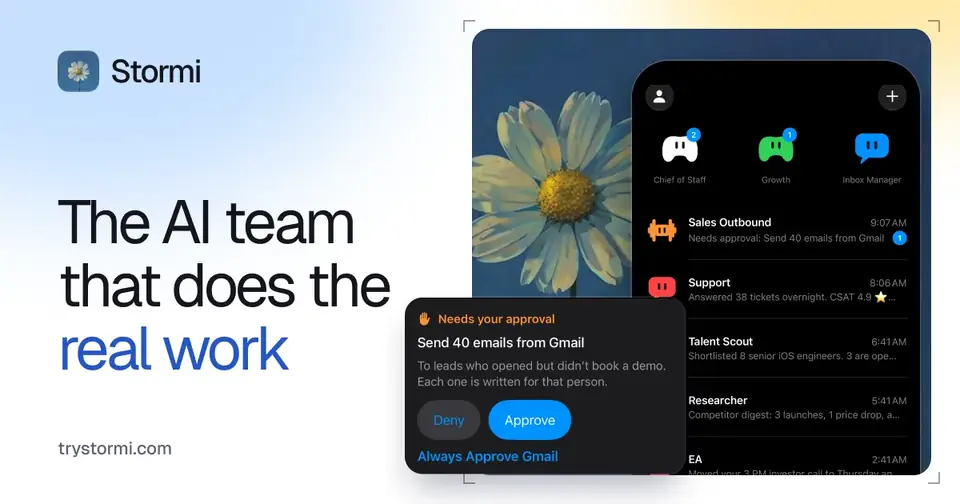 Stormi
The AI team
that does the
real work
trystormi.com
2
1
Chief of Staff
Growth
Inbox Manager
Sales Outbound
9:07 AM
Needs approval: Send 40 emails from Gmail
1
Support
8:06 AM
Answered 38 tickets overnight. CSAT 4.9 ⭐...
Talent Scout
6:41 AM
Shortlisted 8 senior iOS engineers. 3 are ope...
Researcher
5:41 AM
Competitor digest: 3 launches, 1 price drop, a...
EA
2:41 AM
Moved your 3 PM investor call to Thursday an
Needs your approval
Send 40 emails from Gmail
To leads who opened but didn't book a demo.
Each one is written for that person.
Deny
Approve
Always Approve Gmail